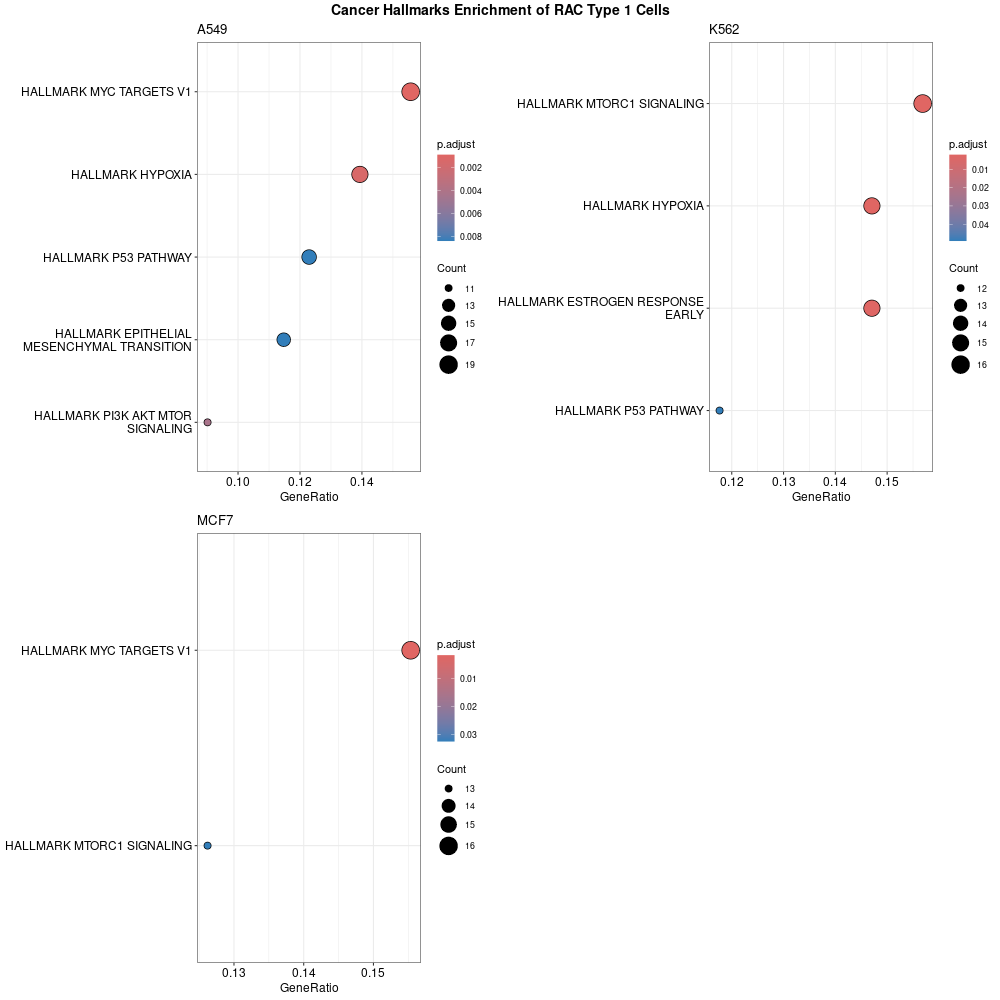 Cancer Hallmarks Enrichment of RAC Type 1 Cells
A549
HALLMARK MYC TARGETS V1
HALLMARK HYPOXIA
HALLMARK P53 PATHWAY
HALLMARK EPITHELIAL
MESENCHYMAL TRANSITION
HALLMARK PI3K AKT MTOR
SIGNALING
0.10 0.12 0.14
GeneRatio
p.adjust
0.002
0.004
0.006
0.008
Count
11
13
15
17
19
K562
HALLMARK MTORC1 SIGNALING
HALLMARK HYPOXIA
HALLMARK ESTROGEN RESPONSE
EARLY
HALLMARK P53 PATHWAY
0.12 0.13 0.14 0.15
GeneRatio
p.adjust
0.01
0.02
0.03
0.04
Count
12
13
14
15
16
MCF7
HALLMARK MYC TARGETS V1
HALLMARK MTORC1 SIGNALING
0.13 0.14 0.15
GeneRatio
p.adjust
0.01
0.02
0.03
Count
13
14
15
16